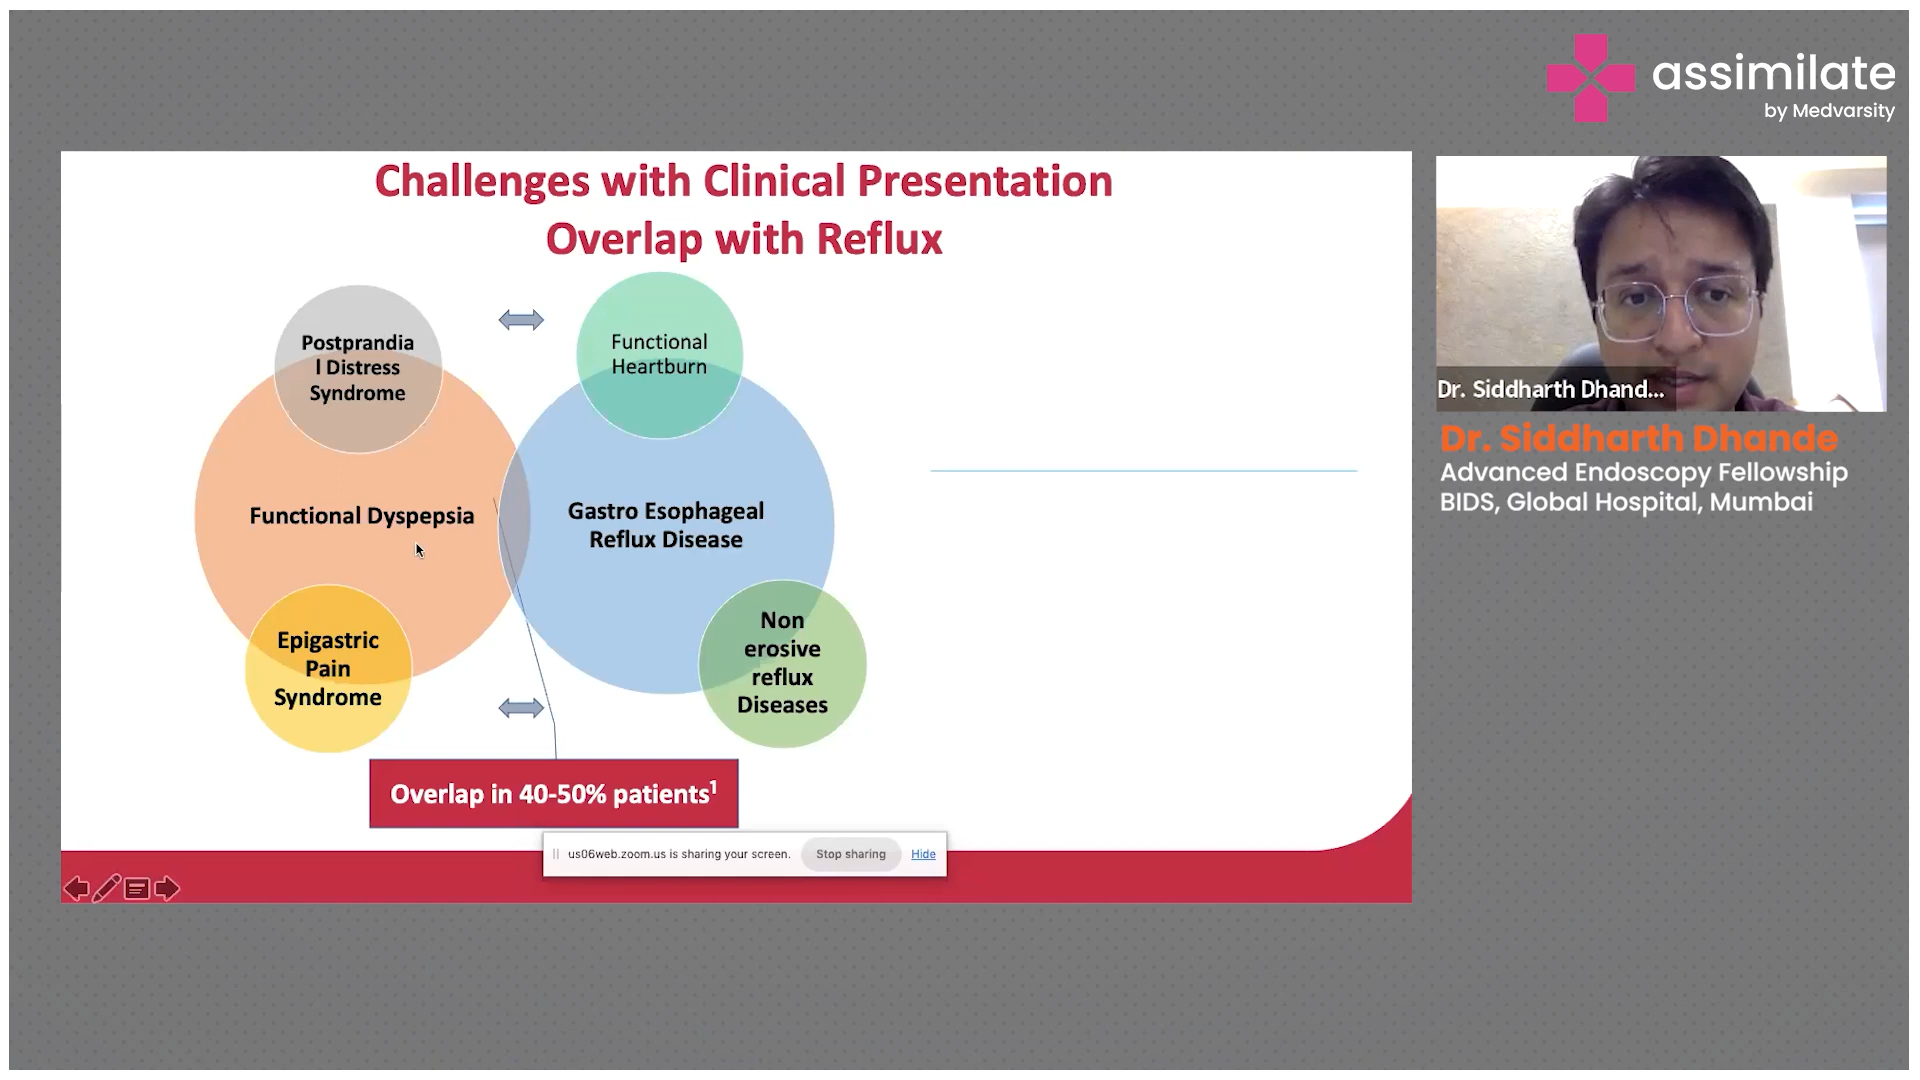 assimilate
by Medvarsity
Challenges with Clinical Presentation
Overlap with Reflux
Postprandia
l Distress
Syndrome
Functional
Heartburn
Functional Dyspepsia
Gastro Esophageal
Reflux Disease
Epigastric
Pain
Syndrome
Non
erosive
reflux
Diseases
Overlap in 40-50% patients¹
us06web.zoom.us is sharing your screen.
Stop sharing
Hide
Dr. Siddharth Dhand...
Dr. Siddharth Dhande
Advanced Endoscopy Fellowship
BIDS, Global Hospital, Mumbai